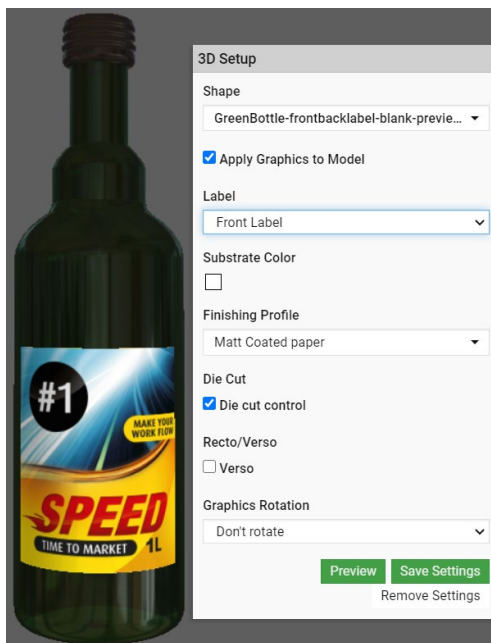 3D Setup
Shape
GreenBottle-frontbacklabel-blank-previe...
Apply Graphics to Model
Label
Front Label
Substrate Color
Finishing Profile
Matt Coated paper
Die Cut
Die cut control
Recto/Verso
Verso
Graphics Rotation
Don't rotate
Preview Save Settings
Remove Settings
#1
MAKE YOUR
WORK FLOW
SPEED
TIME TO MARKET 1L